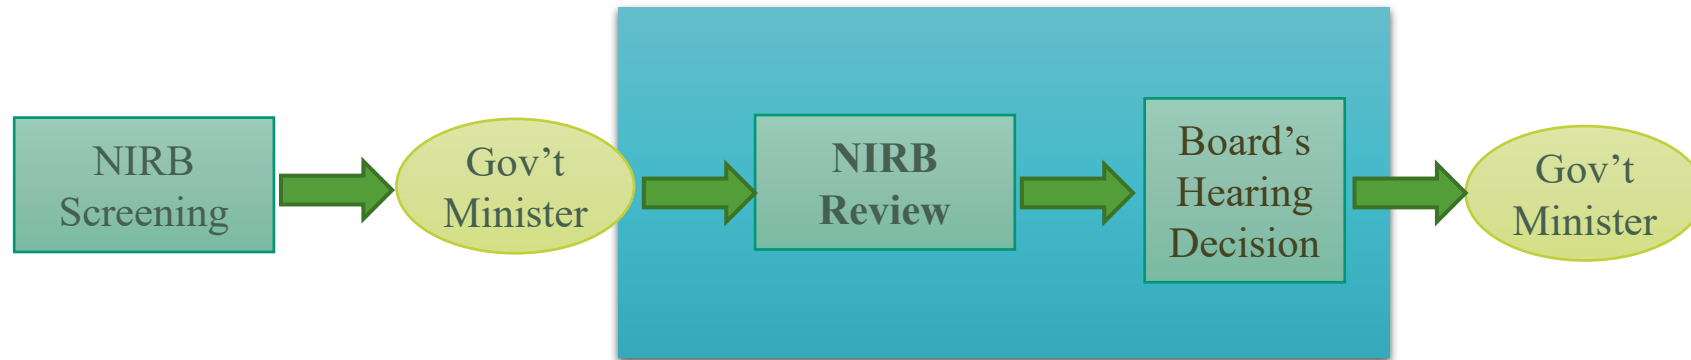 NIRB
Screening
Gov’t
Minister
NIRB
Review
Board’s
Hearing
Decision
Gov’t
Minister